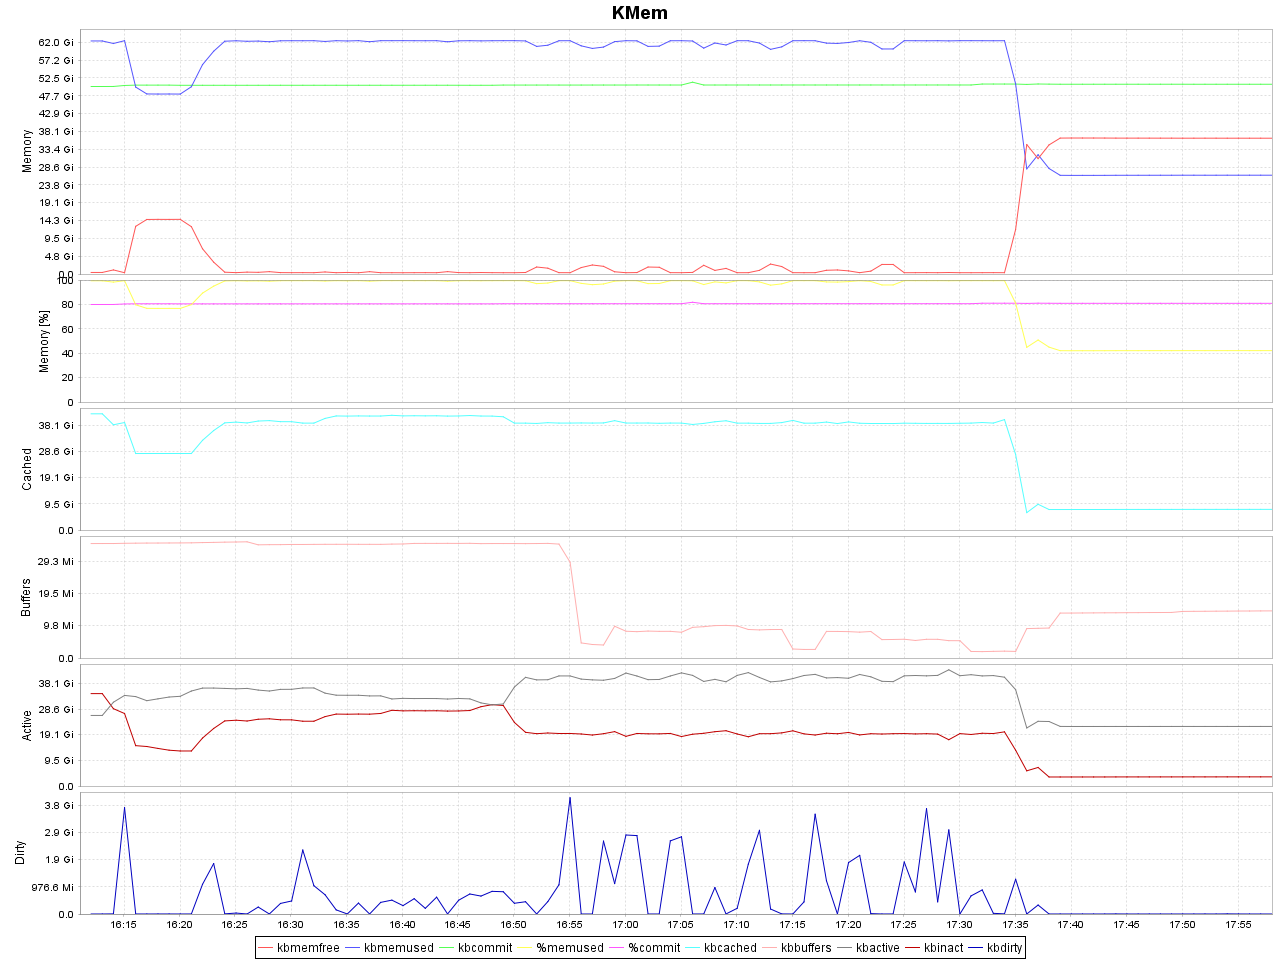 KMem
Memory
62.0 Gi
57.2 Gi
52.5 Gi
47.7 Gi
42.9 Gi
38.1 Gi
33.4 Gi
28.6 Gi
23.8 Gi
19.1 Gi
14.3 Gi
9.5 Gi
4.8 Gi
0.0
Memory [%]
100
80
60
40
20
0
Cached
38.1 Gi
28.6 Gi
19.1 Gi
9.5 Gi
0.0
Buffers
29.3 Mi
19.5 Mi
9.8 Mi
0.0
Active
38.1 Gi
28.6 Gi
19.1 Gi
9.5 Gi
0.0
Dirty
3.8 Gi
2.9 Gi
1.9 Gi
976.6 Mi
0.0
16:15 16:20 16:25 16:30 16:35 16:40 16:45 16:50 16:55 17:00 17:05 17:10 17:15 17:20 17:25 17:30 17:35 17:40 17:45 17:50 17:55
kbmemfree kbmemused kbcommit %memused %commit kbcached kbbuffers kbactive kbinact kbdirty